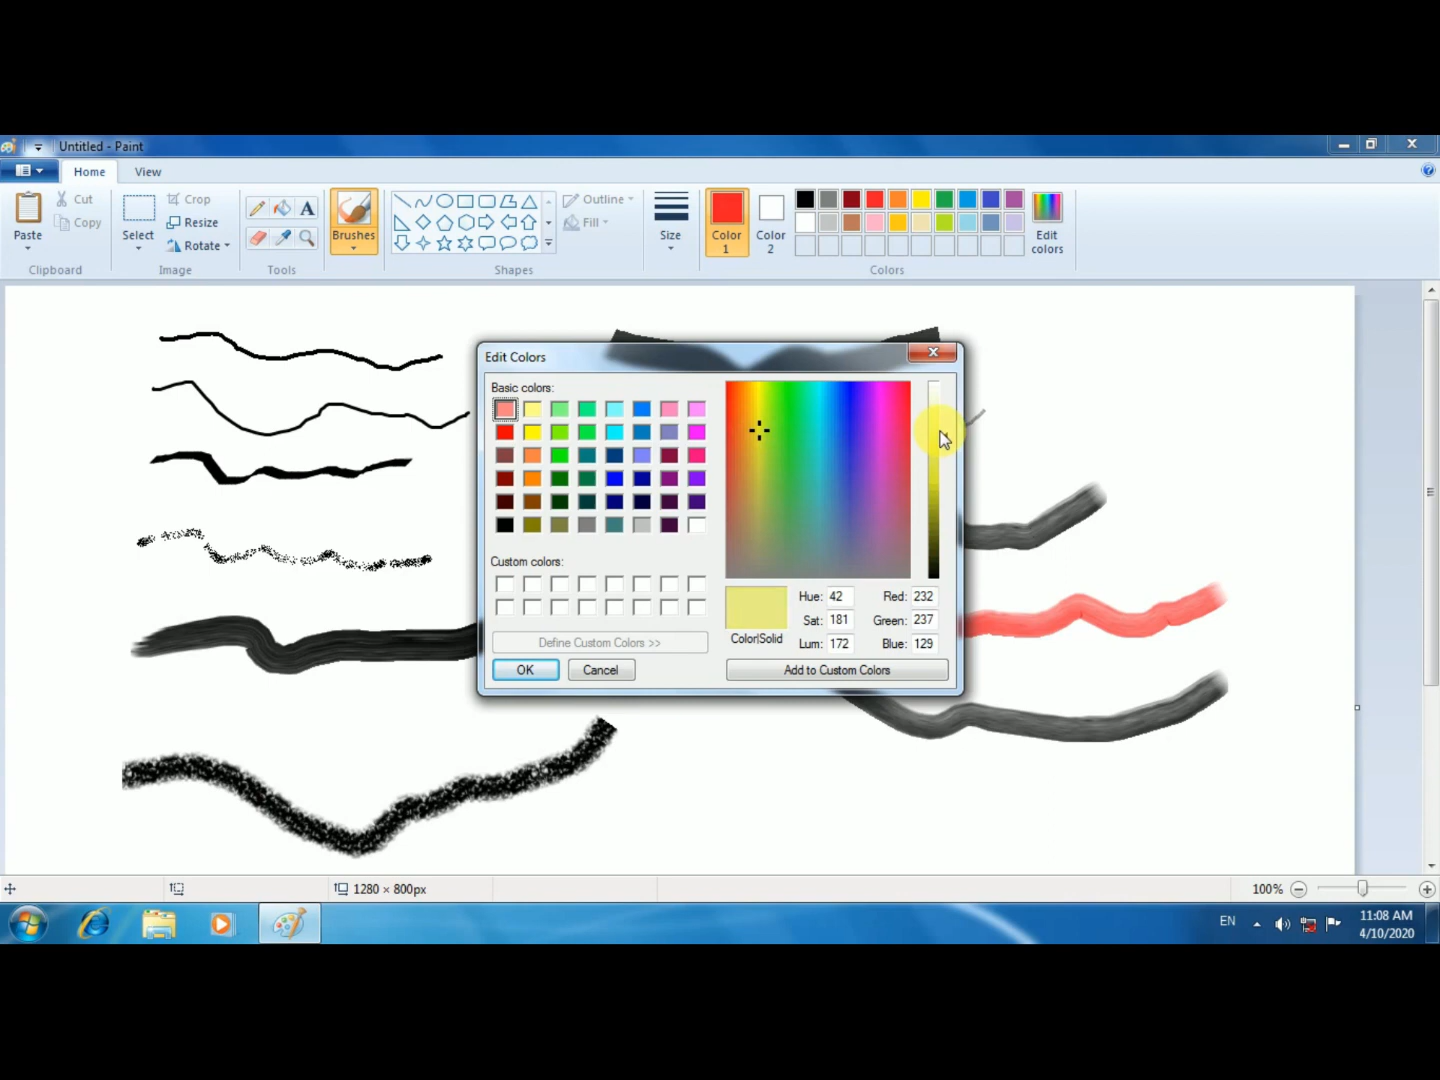 Untitled - Paint
Home View
Paste
Cut
Copy
Clipboard
Select
Crop
Resize
Rotate
Image
A
Tools
Brushes
Shapes
Outline
Fill
Size
Color 1
Color 2
Edit colors
Colors
Edit Colors
Basic colors:
Custom colors:
Define Custom Colors >>
OK Cancel
Color|Solid
Hue: 42 Red: 232
Sat: 181 Green: 237
Lum: 172 Blue: 129
Add to Custom Colors
1280 × 800px
100%
EN
11:08 AM
4/10/2020